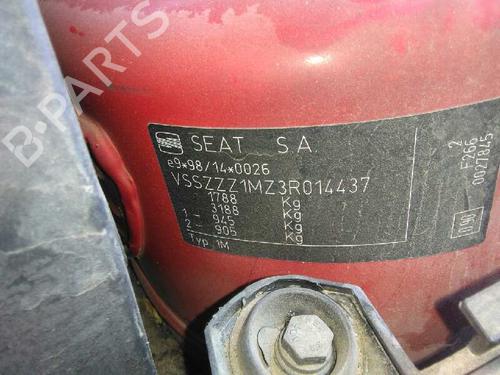 B-PARTS
SEAT S.A
e9*98/14*0026
VSSZZZ1MZ3R014437
1788 Kg
3188 Kg
1 - 945 Kg
2 - 905 Kg
Typ 1M
2
F266
0027845
D90